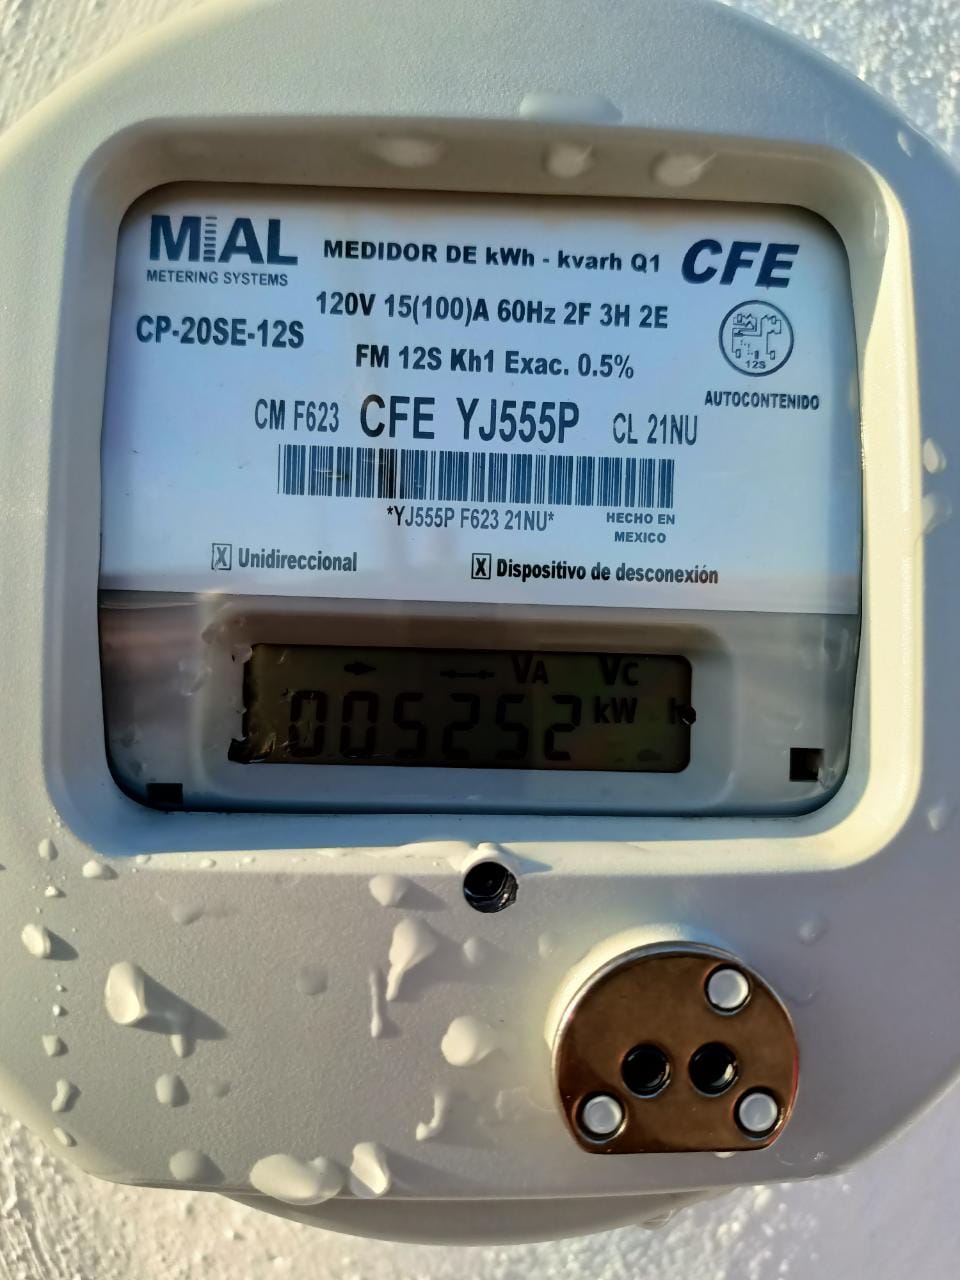 MIAL
METERING SYSTEMS
MEDIDOR DE kWh - kvarh Q1
CFE
120V 15(100)A 60Hz 2F 3H 2E
CP-20SE-12S
FM 12S Kh1 Exac. 0.5%
12S
AUTOCONTENIDO
CM F623 CFE YJ555P CL 21NU
*YJ555P F623 21NU*
HECHO EN
MEXICO
X Unidireccional
X Dispositivo de desconexión
VA VC
005252 kW h